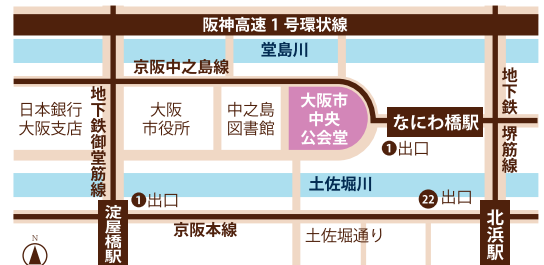 阪神高速1号環状線
堂島川
京阪中之島線
地下鉄御堂筋線
日本銀行
大阪支店
大阪
市役所
中之島
図書館
大阪市
中央
公会堂
なにわ橋駅
1出口
地下鉄 堺筋線
土佐堀川
1出口
22出口
淀屋橋駅
京阪本線
土佐堀通り
北浜駅
N